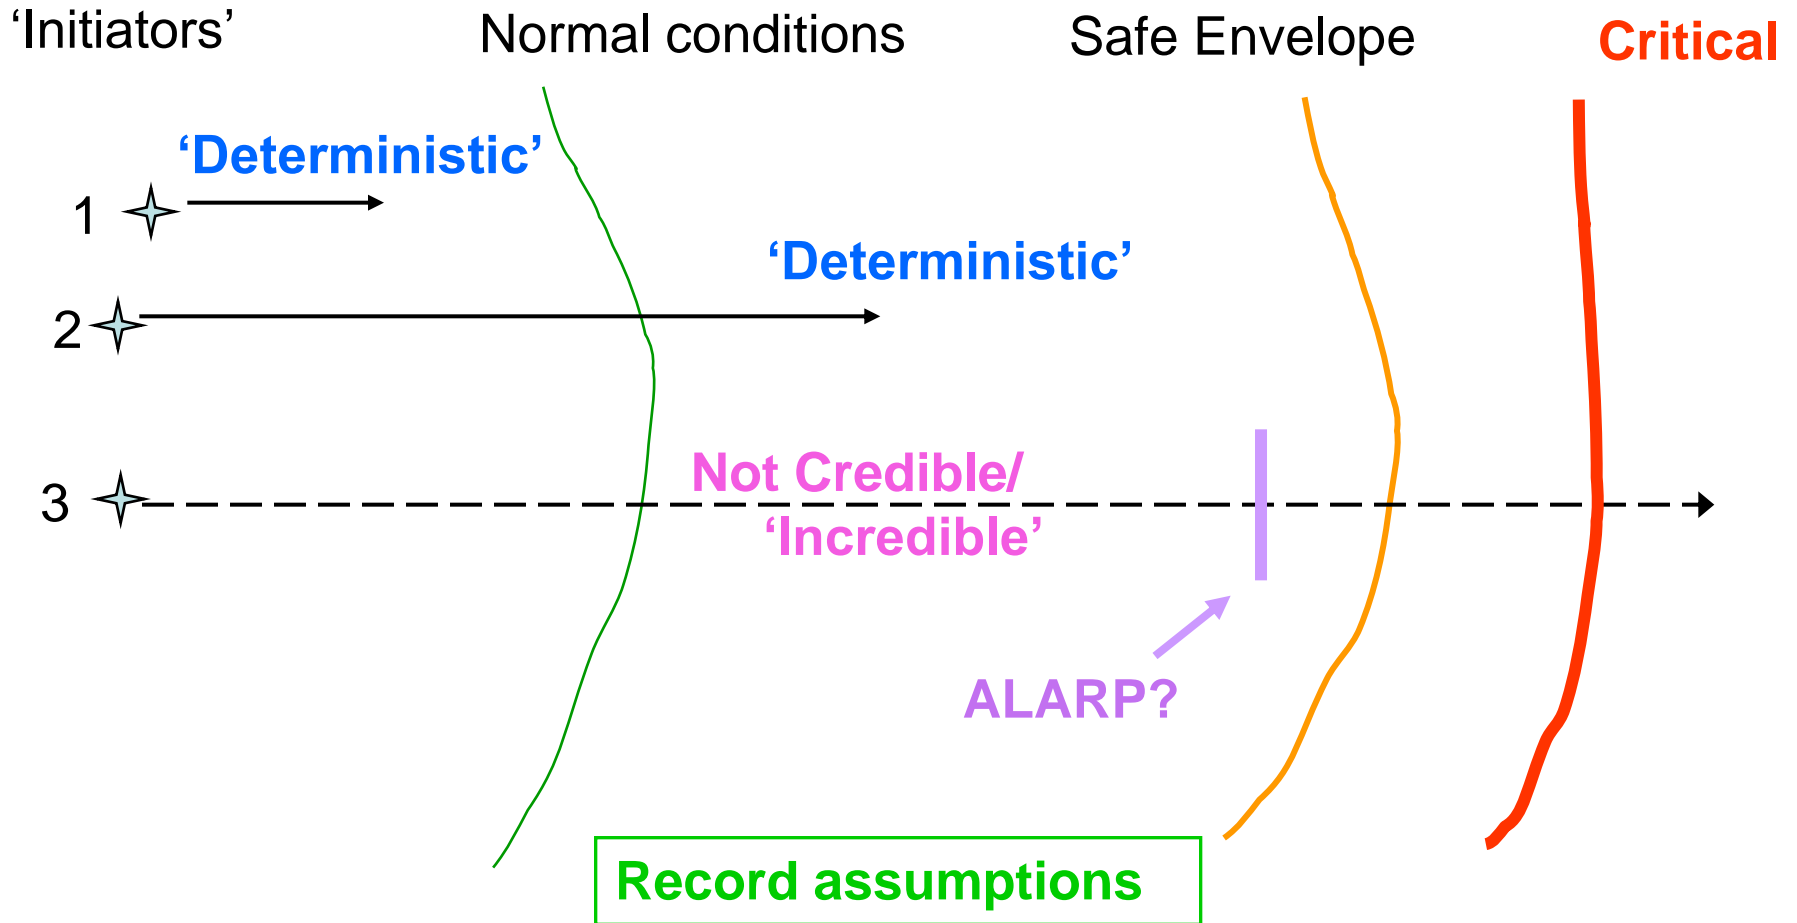 ‘Initiators’
Normal conditions
Safe Envelope
Critical
‘Deterministic’
1
‘Deterministic’
2
Not Credible/
3
‘Incredible’
ALARP?
Record assumptions